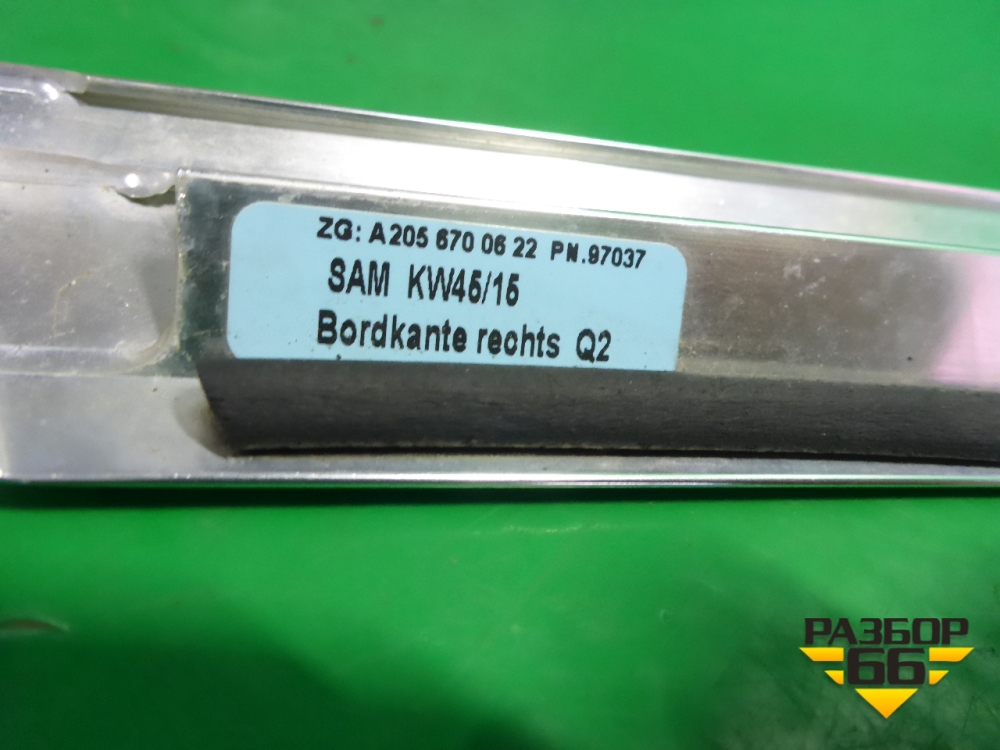 ZG: A 205 670 06 22 PN.97037
SAM KW45/15
Bordkante rechts Q2
РАЗБОР
66